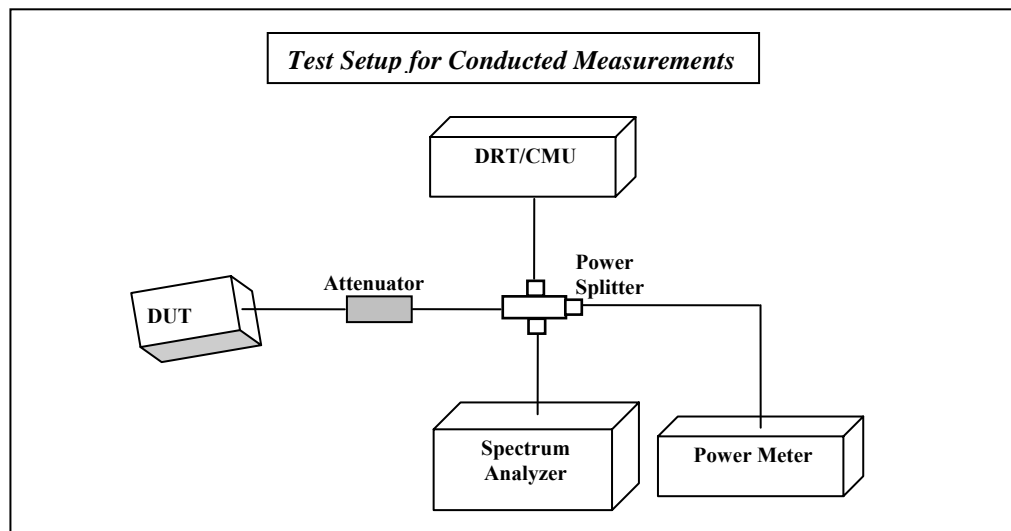 Test Setup for Conducted Measurements
DRT/CMU
Power
Splitter
Attenuator
DUT
Spectrum
Analyzer
Power Meter